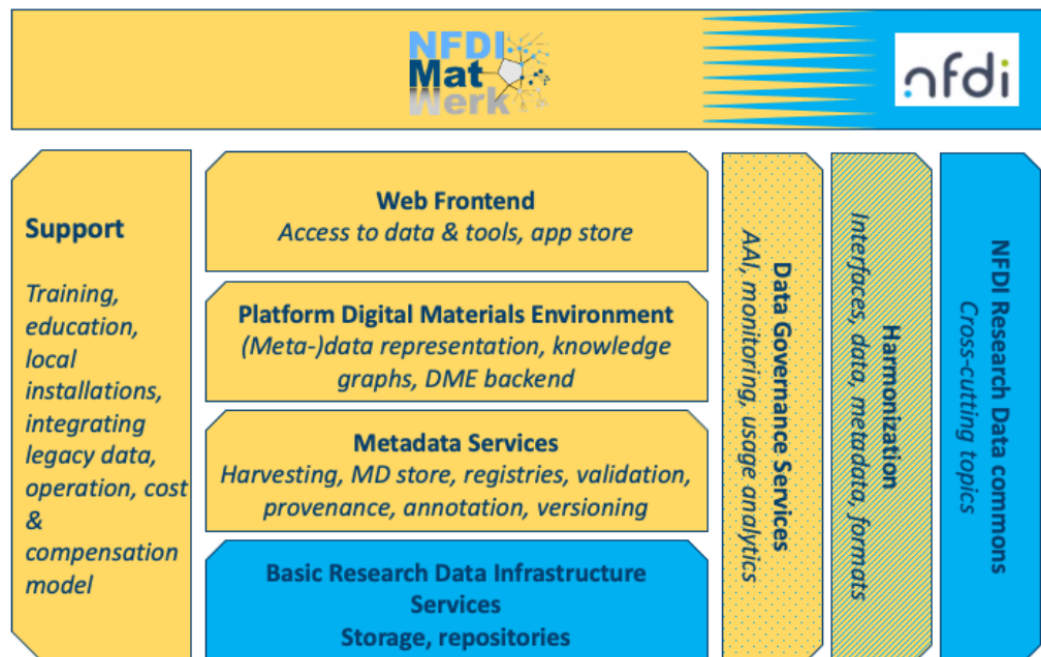 NFDI
Mat
Werk
nfdi
Support
Training,
education,
local
installations,
integrating
legacy data,
operation, cost
&
compensation
model
Web Frontend
Access to data & tools, app store
Platform Digital Materials Environment
(Meta-)data representation, knowledge
graphs, DME backend
Metadata Services
Harvesting, MD store, registries, validation,
provenance, annotation, versioning
Basic Research Data Infrastructure
Services
Storage, repositories
Data Governance Services
AAI, monitoring, usage analytics
Harmonization
Interfaces, data, metadata, formats
NFDI Research Data commons
Cross-cutting topics